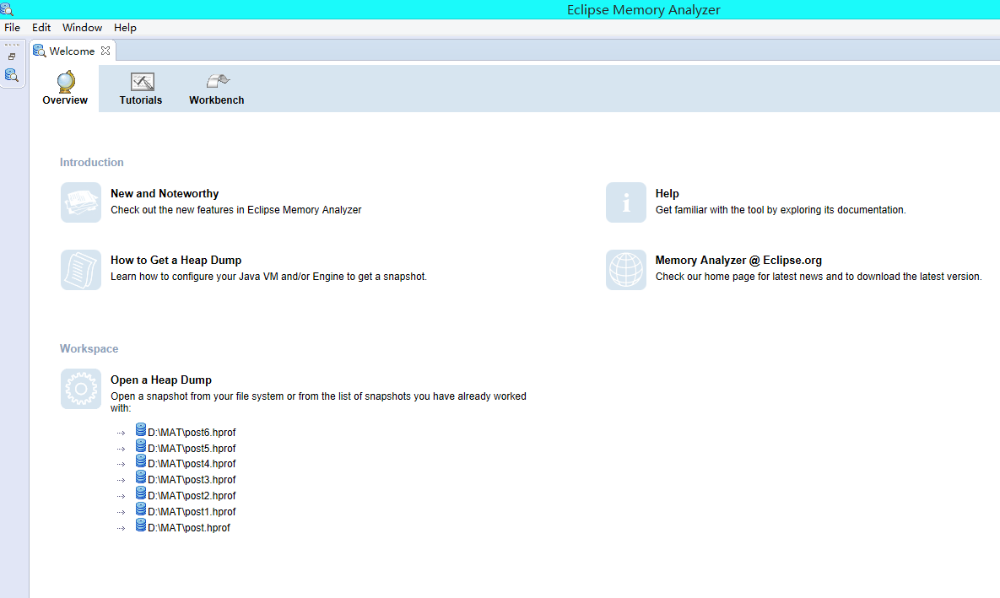 Eclipse Memory Analyzer
File Edit Window Help
Welcome
Overview Tutorials Workbench
Introduction
New and Noteworthy
Check out the new features in Eclipse Memory Analyzer
Help
Get familiar with the tool by exploring its documentation.
How to Get a Heap Dump
Learn how to configure your Java VM and/or Engine to get a snapshot.
Memory Analyzer @ Eclipse.org
Check our home page for latest news and to download the latest version.
Workspace
Open a Heap Dump
Open a snapshot from your file system or from the list of snapshots you have already worked
with:
D:\MAT\post6.hprof
D:\MAT\post5.hprof
D:\MAT\post4.hprof
D:\MAT\post3.hprof
D:\MAT\post2.hprof
D:\MAT\post1.hprof
D:\MAT\post.hprof